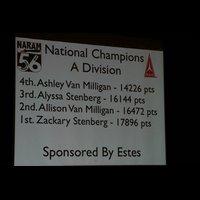 NARAM
56
National Champions
A Division
4th. Ashley Van Milligan - 14226 pts
3rd. Alyssa Stenberg - 16144 pts
2nd. Allison Van Milligan - 16472 pts
1st. Zackary Stenberg - 17896 pts
Sponsored By Estes